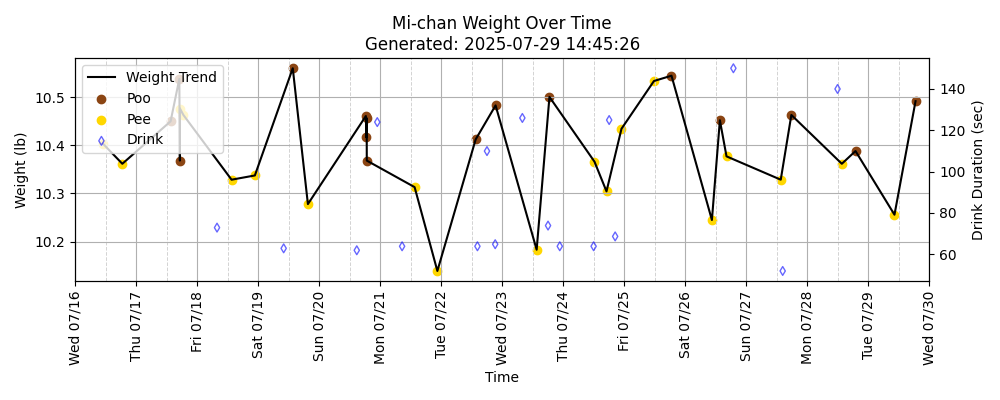 Mi-chan Weight Over Time
Generated: 2025-07-29 14:45:26
Weight Trend
Poo
Pee
Drink
Weight (lb)
10.5
10.4
10.3
10.2
Drink Duration (sec)
140
120
100
80
60
Wed 07/16
Thu 07/17
Fri 07/18
Sat 07/19
Sun 07/20
Mon 07/21
Tue 07/22
Wed 07/23
Thu 07/24
Fri 07/25
Sat 07/26
Sun 07/27
Mon 07/28
Tue 07/29
Wed 07/30
Time